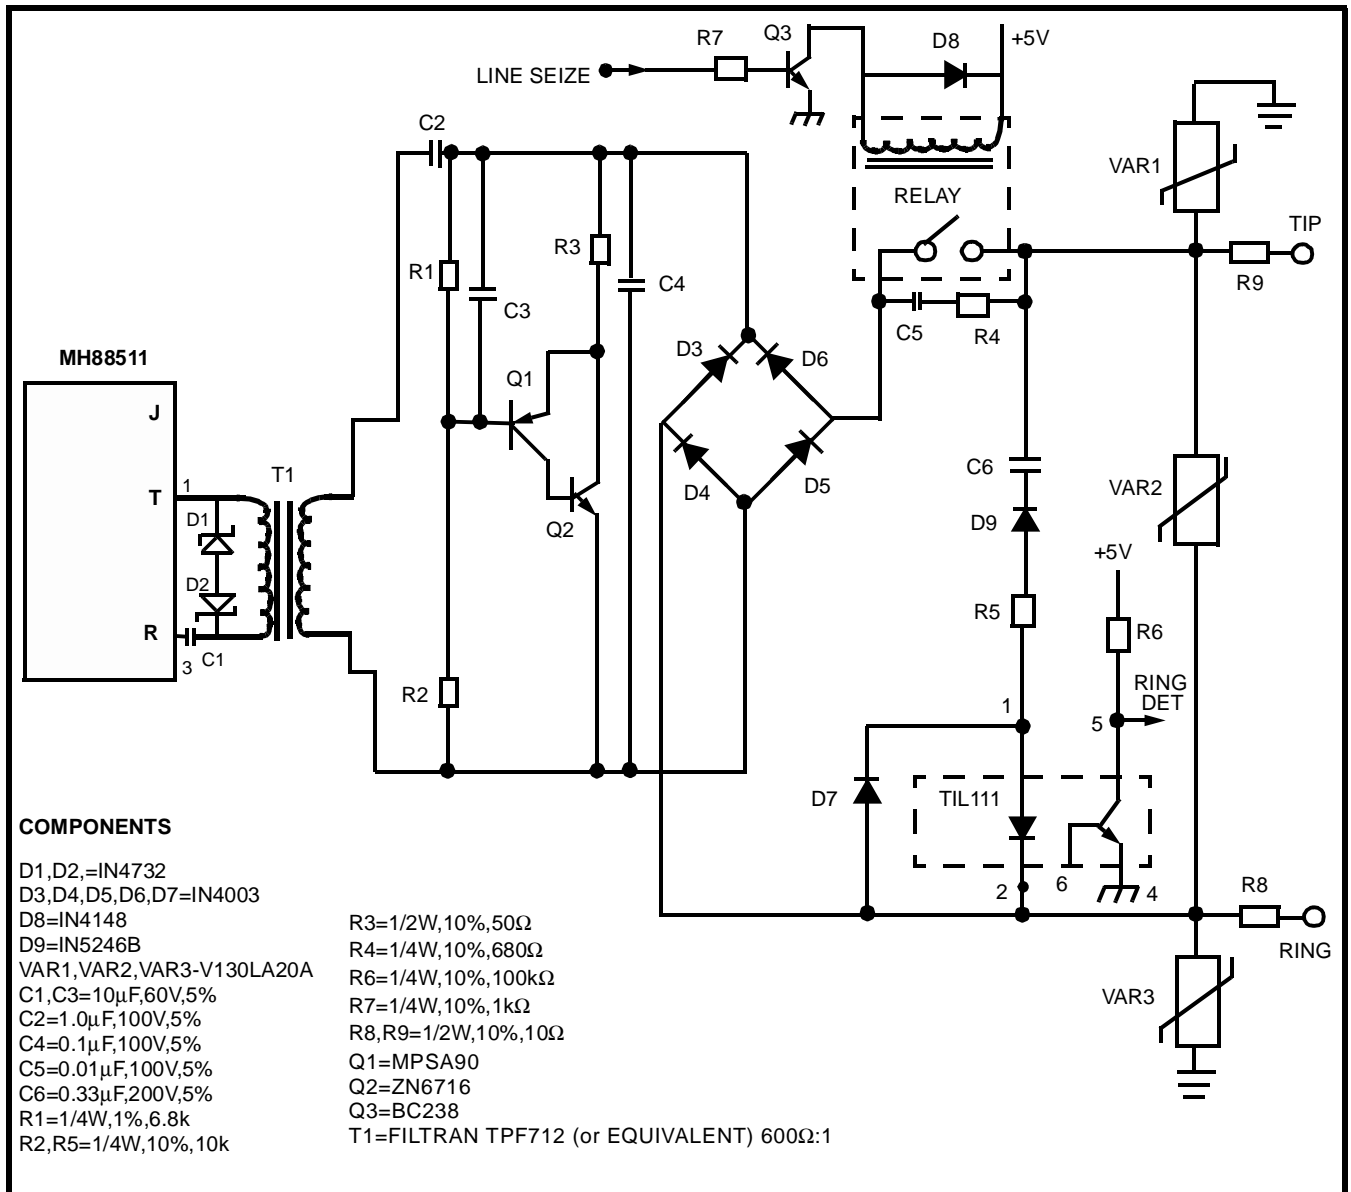 R7
Q3
D8
+5V
LINE SEIZE
C2
VAR1
RELAY
TIP
R3
R1
C4
R9
C3
C5
R4
MH88511
D3
D6
Q1
J
T1
C6
VAR2
1
T
D4
D5
D1
Q2
D9
+5V
D2
R5
R6
R
3
C1
R2
RING
DET
1
5
D7
TIL111
COMPONENTS
2
6
4
R8
RING
VAR3
D1,D2,=IN4732
D3,D4,D5,D6,D7=IN4003
D8=IN4148
D9=IN5246B
VAR1,VAR2,VAR3-V130LA20A
C1,C3=10μF,60V,5%
C2=1.0μF,100V,5%
C4=0.1μF,100V,5%
C5=0.01μF,100V,5%
C6=0.33μF,200V,5%
R1=1/4W,1%,6.8k
R2,R5=1/4W,10%,10k
R3=1/2W,10%,50Ω
R4=1/4W,10%,680Ω
R6=1/4W,10%,100kΩ
R7=1/4W,10%,1kΩ
R8,R9=1/2W,10%,10Ω
Q1=MPSA90
Q2=ZN6716
Q3=BC238
T1=FILTRAN TPF712 (or EQUIVALENT) 600Ω:1